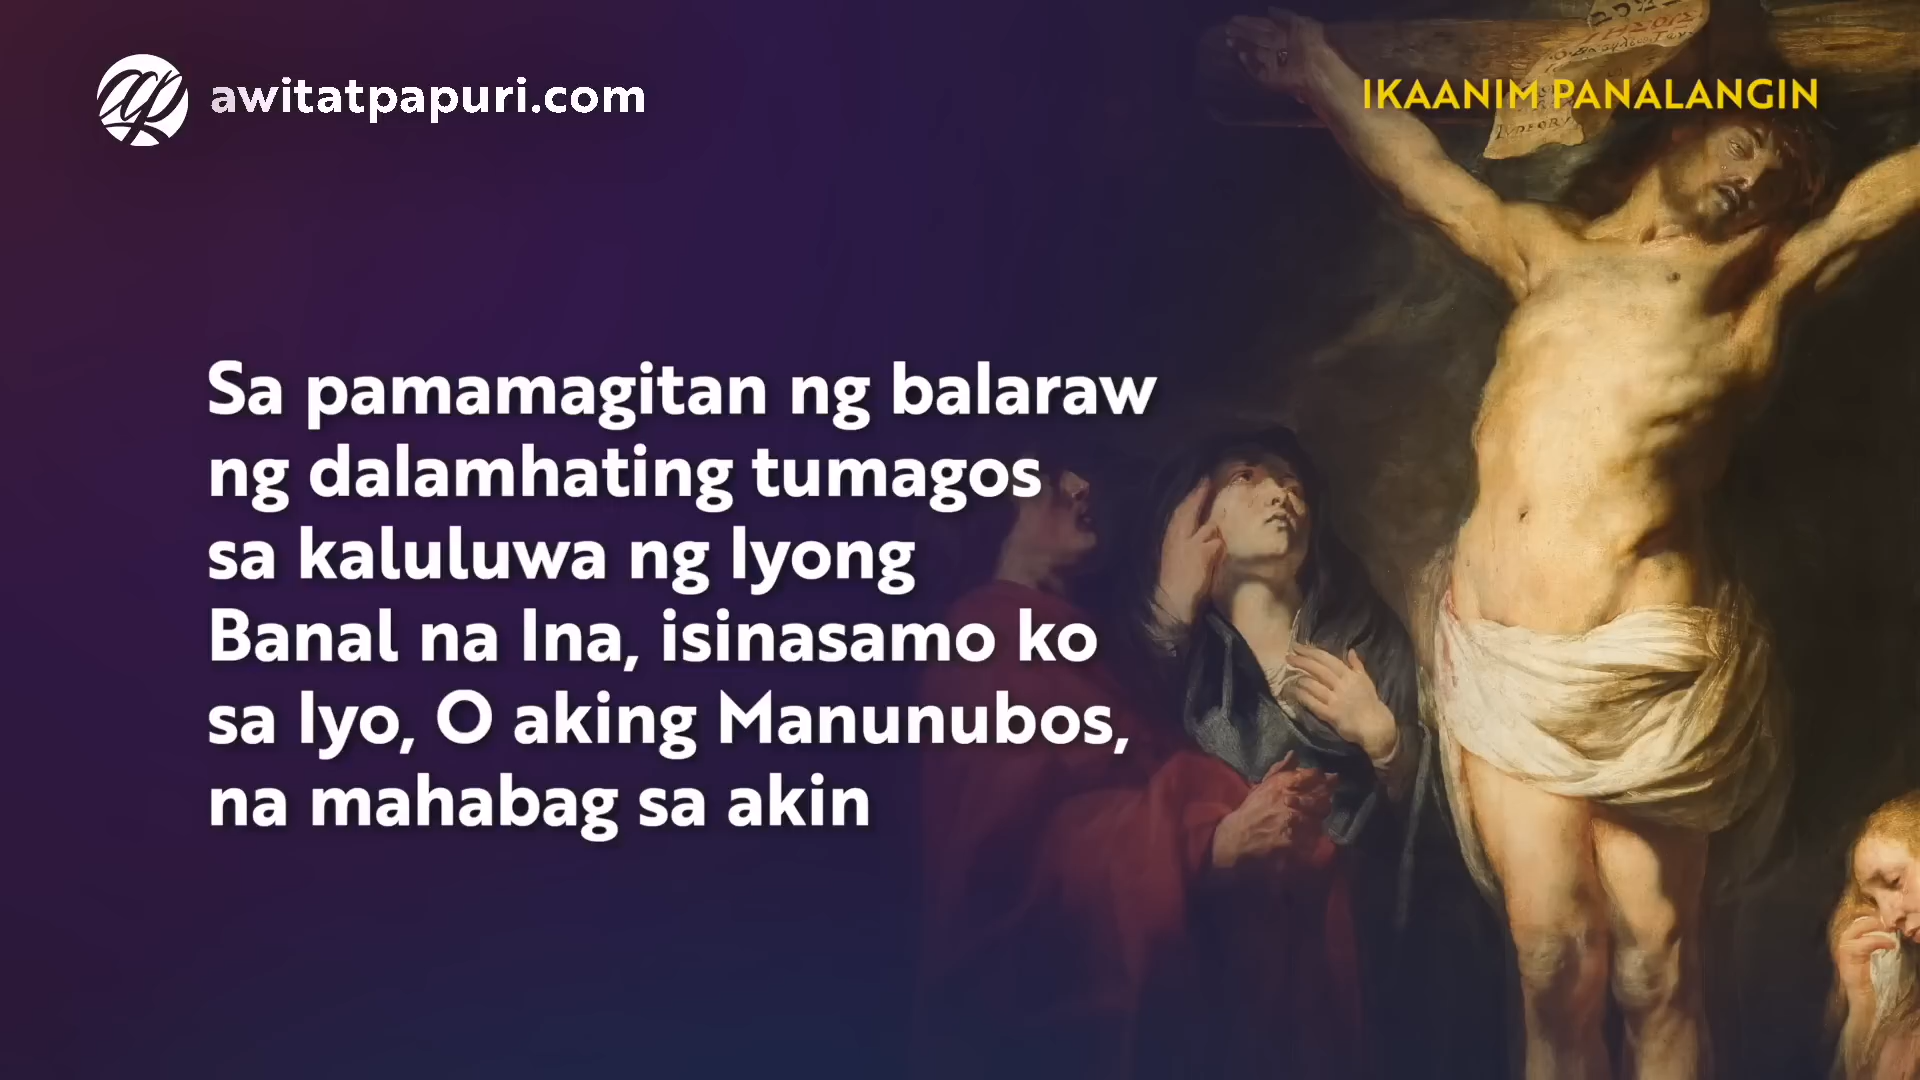 awitatpapuri.com
IKAANIM PANALANGIN
Sa pamamagitan ng balaraw
ng dalamhating tumagos
sa kaluluwa ng Iyong
Banal na Ina, isinasamo ko
sa Iyo, O aking Manunubos,
na mahabag sa akin